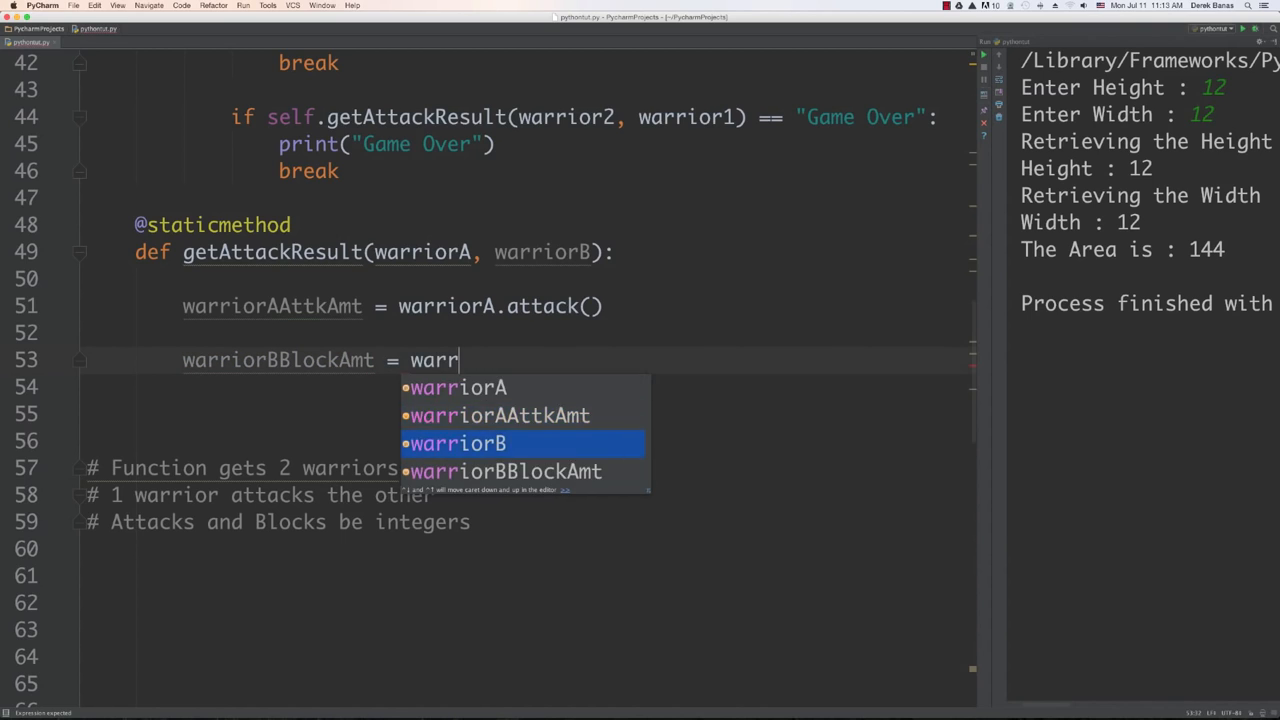 PyCharm File Edit View Navigate Code Refactor Run Tools VCS Window Help 10 Mon Jul 11 11:13 AM Derek Banas
pythontut.py - PyCharmProjects - [~/PycharmProjects]
PycharmProjects pythontut.py pythontut
pythontut.py
Run pythontut
42 break
43
44 if self.getAttackResult(warrior2, warrior1) == "Game Over":
45 print("Game Over")
46 break
47
48 @staticmethod
49 def getAttackResult(warriorA, warriorB):
50
51 warriorAAttkAmt = warriorA.attack()
52
53 warriorBBlockAmt = warr
54
55
56
warriorA
warriorAAttkAmt
warriorB
warriorBBlockAmt
and ^↑ will move caret down and up in the editor >>
57 # Function gets 2 warriors
58 # 1 warrior attacks the other
59 # Attacks and Blocks be integers
60
61
62
63
64
65
/Library/Frameworks/Py
Enter Height : 12
Enter Width : 12
Retrieving the Height
Height : 12
Retrieving the Width
Width : 12
The Area is : 144
Process finished with
Expression expected
53:32 LF÷ UTF-8÷